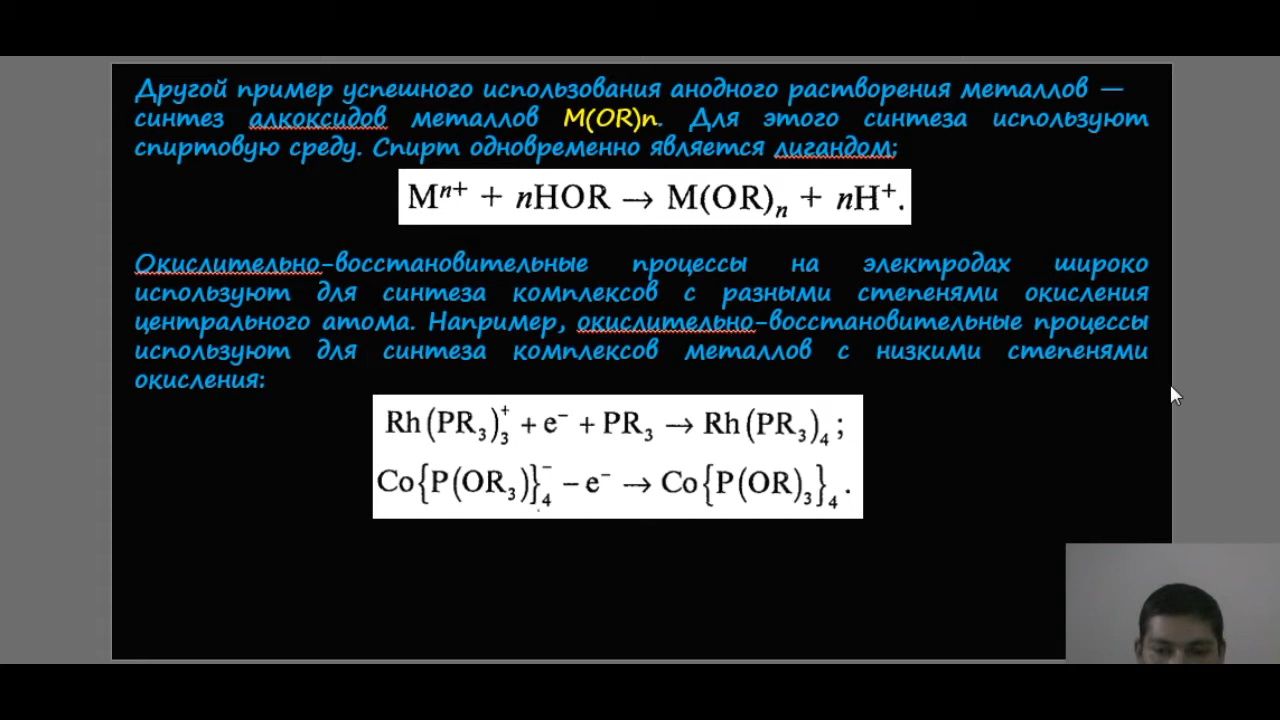 Другой пример успешного использования анодного растворения металлов —
синтез алкоксидов металлов M(OR)n. Для этого синтеза используют
спиртовую среду. Спирт одновременно является лигандом;
Mⁿ⁺ + nHOR → M(OR)ₙ + nH⁺.
Окислительно-восстановительные процессы на электродах широко
используют для синтеза комплексов с разными степенями окисления
центрального атома. Например, окислительно-восстановительные процессы
используют для синтеза комплексов металлов с низкими степенями
окисления:
Rh(PR₃)₃⁺ + e⁻ + PR₃ → Rh(PR₃)₄ ;
Co{P(OR₃)}₄⁻ − e⁻ → Co{P(OR)₃}₄ .